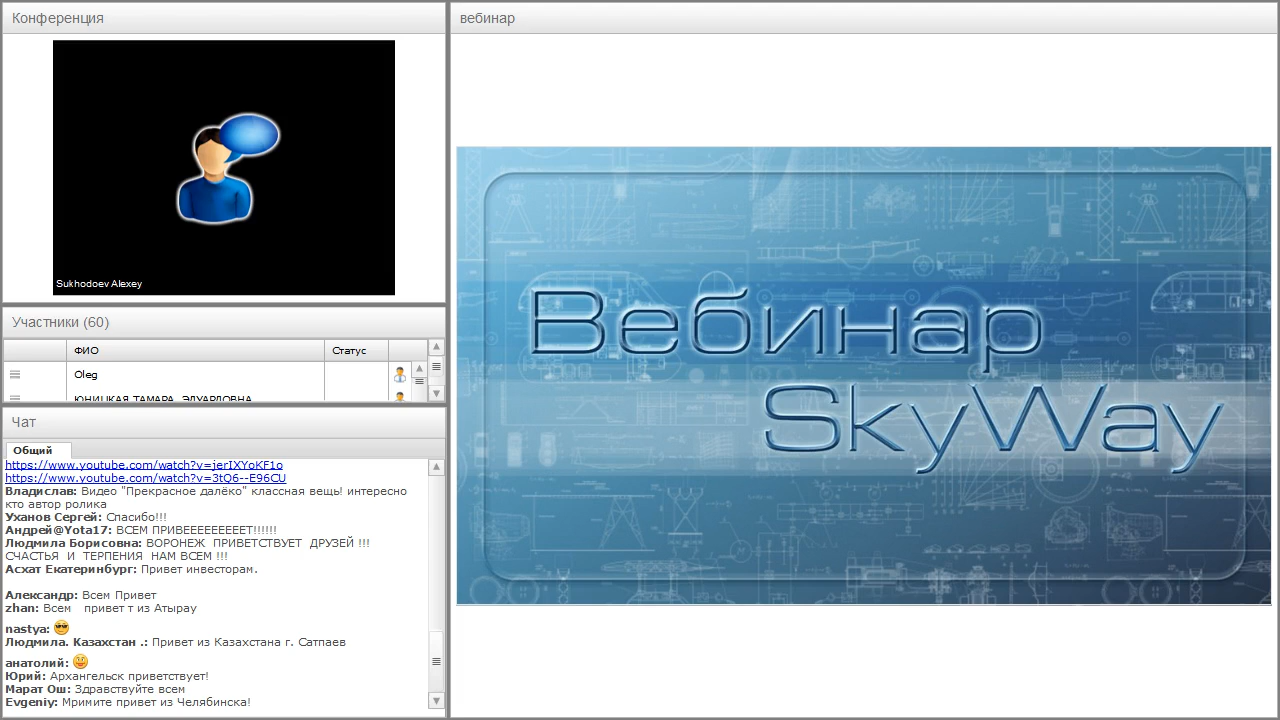 Конференция
Sukhodoev Alexey
Участники (60)
ФИО
Статус
Oleg
ЮНИЦКАЯ ТАМАРА ЭДУАРДОВНА
Чат
Общий
https://www.youtube.com/watch?v=jerIXYoKF1o
https://www.youtube.com/watch?v=3tQ6--E96CU
Владислав: Видео "Прекрасное далёко" классная вещь! интересно
кто автор ролика
Уханов Сергей: Спасибо!!!
Андрей@Yota17: ВСЕМ ПРИВЕЕЕЕЕЕЕЕЕТ!!!!!!
Людмила Борисовна: ВОРОНЕЖ ПРИВЕТСТВУЕТ ДРУЗЕЙ !!!
СЧАСТЬЯ И ТЕРПЕНИЯ НАМ ВСЕМ !!!
Асхат Екатеринбург: Привет инвесторам.
Александр: Всем Привет
zhan: Всем привет т из Атырау
nastya:
Людмила. Казахстан .: Привет из Казахстана г. Сатпаев
анатолий:
Юрий: Архангельск приветствует!
Марат Ош: Здравствуйте всем
Evgeniy: Мримите привет из Челябинска!
вебинар
Вебинар
SkyWay